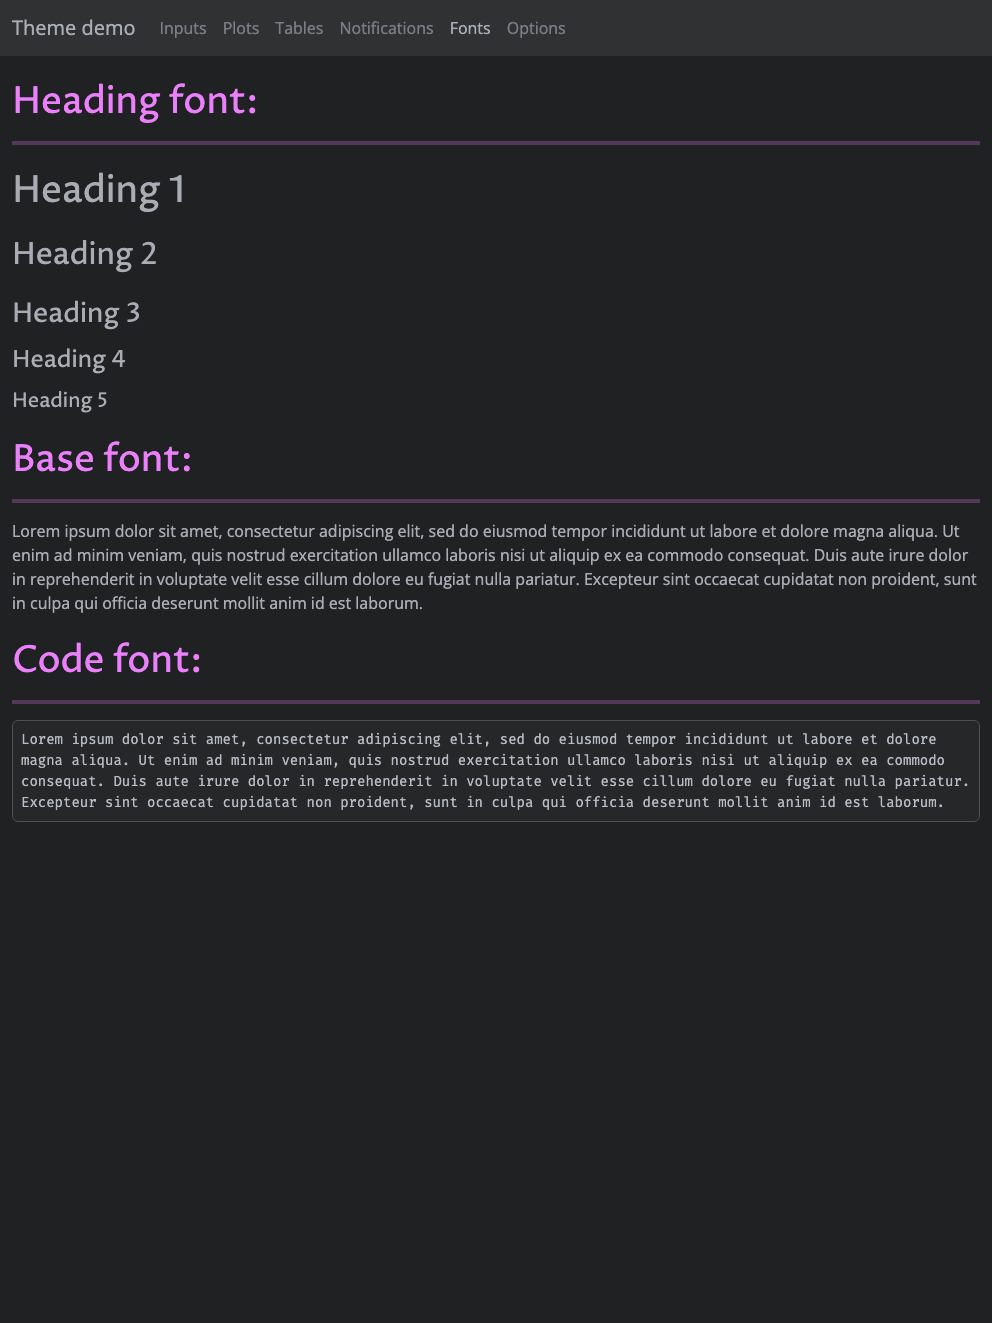 Theme demo Inputs Plots Tables Notifications Fonts Options
Heading font:
Heading 1
Heading 2
Heading 3
Heading 4
Heading 5
Base font:
Lorem ipsum dolor sit amet, consectetur adipiscing elit, sed do eiusmod tempor incididunt ut labore et dolore magna aliqua. Ut
enim ad minim veniam, quis nostrud exercitation ullamco laboris nisi ut aliquip ex ea commodo consequat. Duis aute irure dolor
in reprehenderit in voluptate velit esse cillum dolore eu fugiat nulla pariatur. Excepteur sint occaecat cupidatat non proident, sunt
in culpa qui officia deserunt mollit anim id est laborum.
Code font:
Lorem ipsum dolor sit amet, consectetur adipiscing elit, sed do eiusmod tempor incididunt ut labore et dolore
magna aliqua. Ut enim ad minim veniam, quis nostrud exercitation ullamco laboris nisi ut aliquip ex ea commodo
consequat. Duis aute irure dolor in reprehenderit in voluptate velit esse cillum dolore eu fugiat nulla pariatur.
Excepteur sint occaecat cupidatat non proident, sunt in culpa qui officia deserunt mollit anim id est laborum.